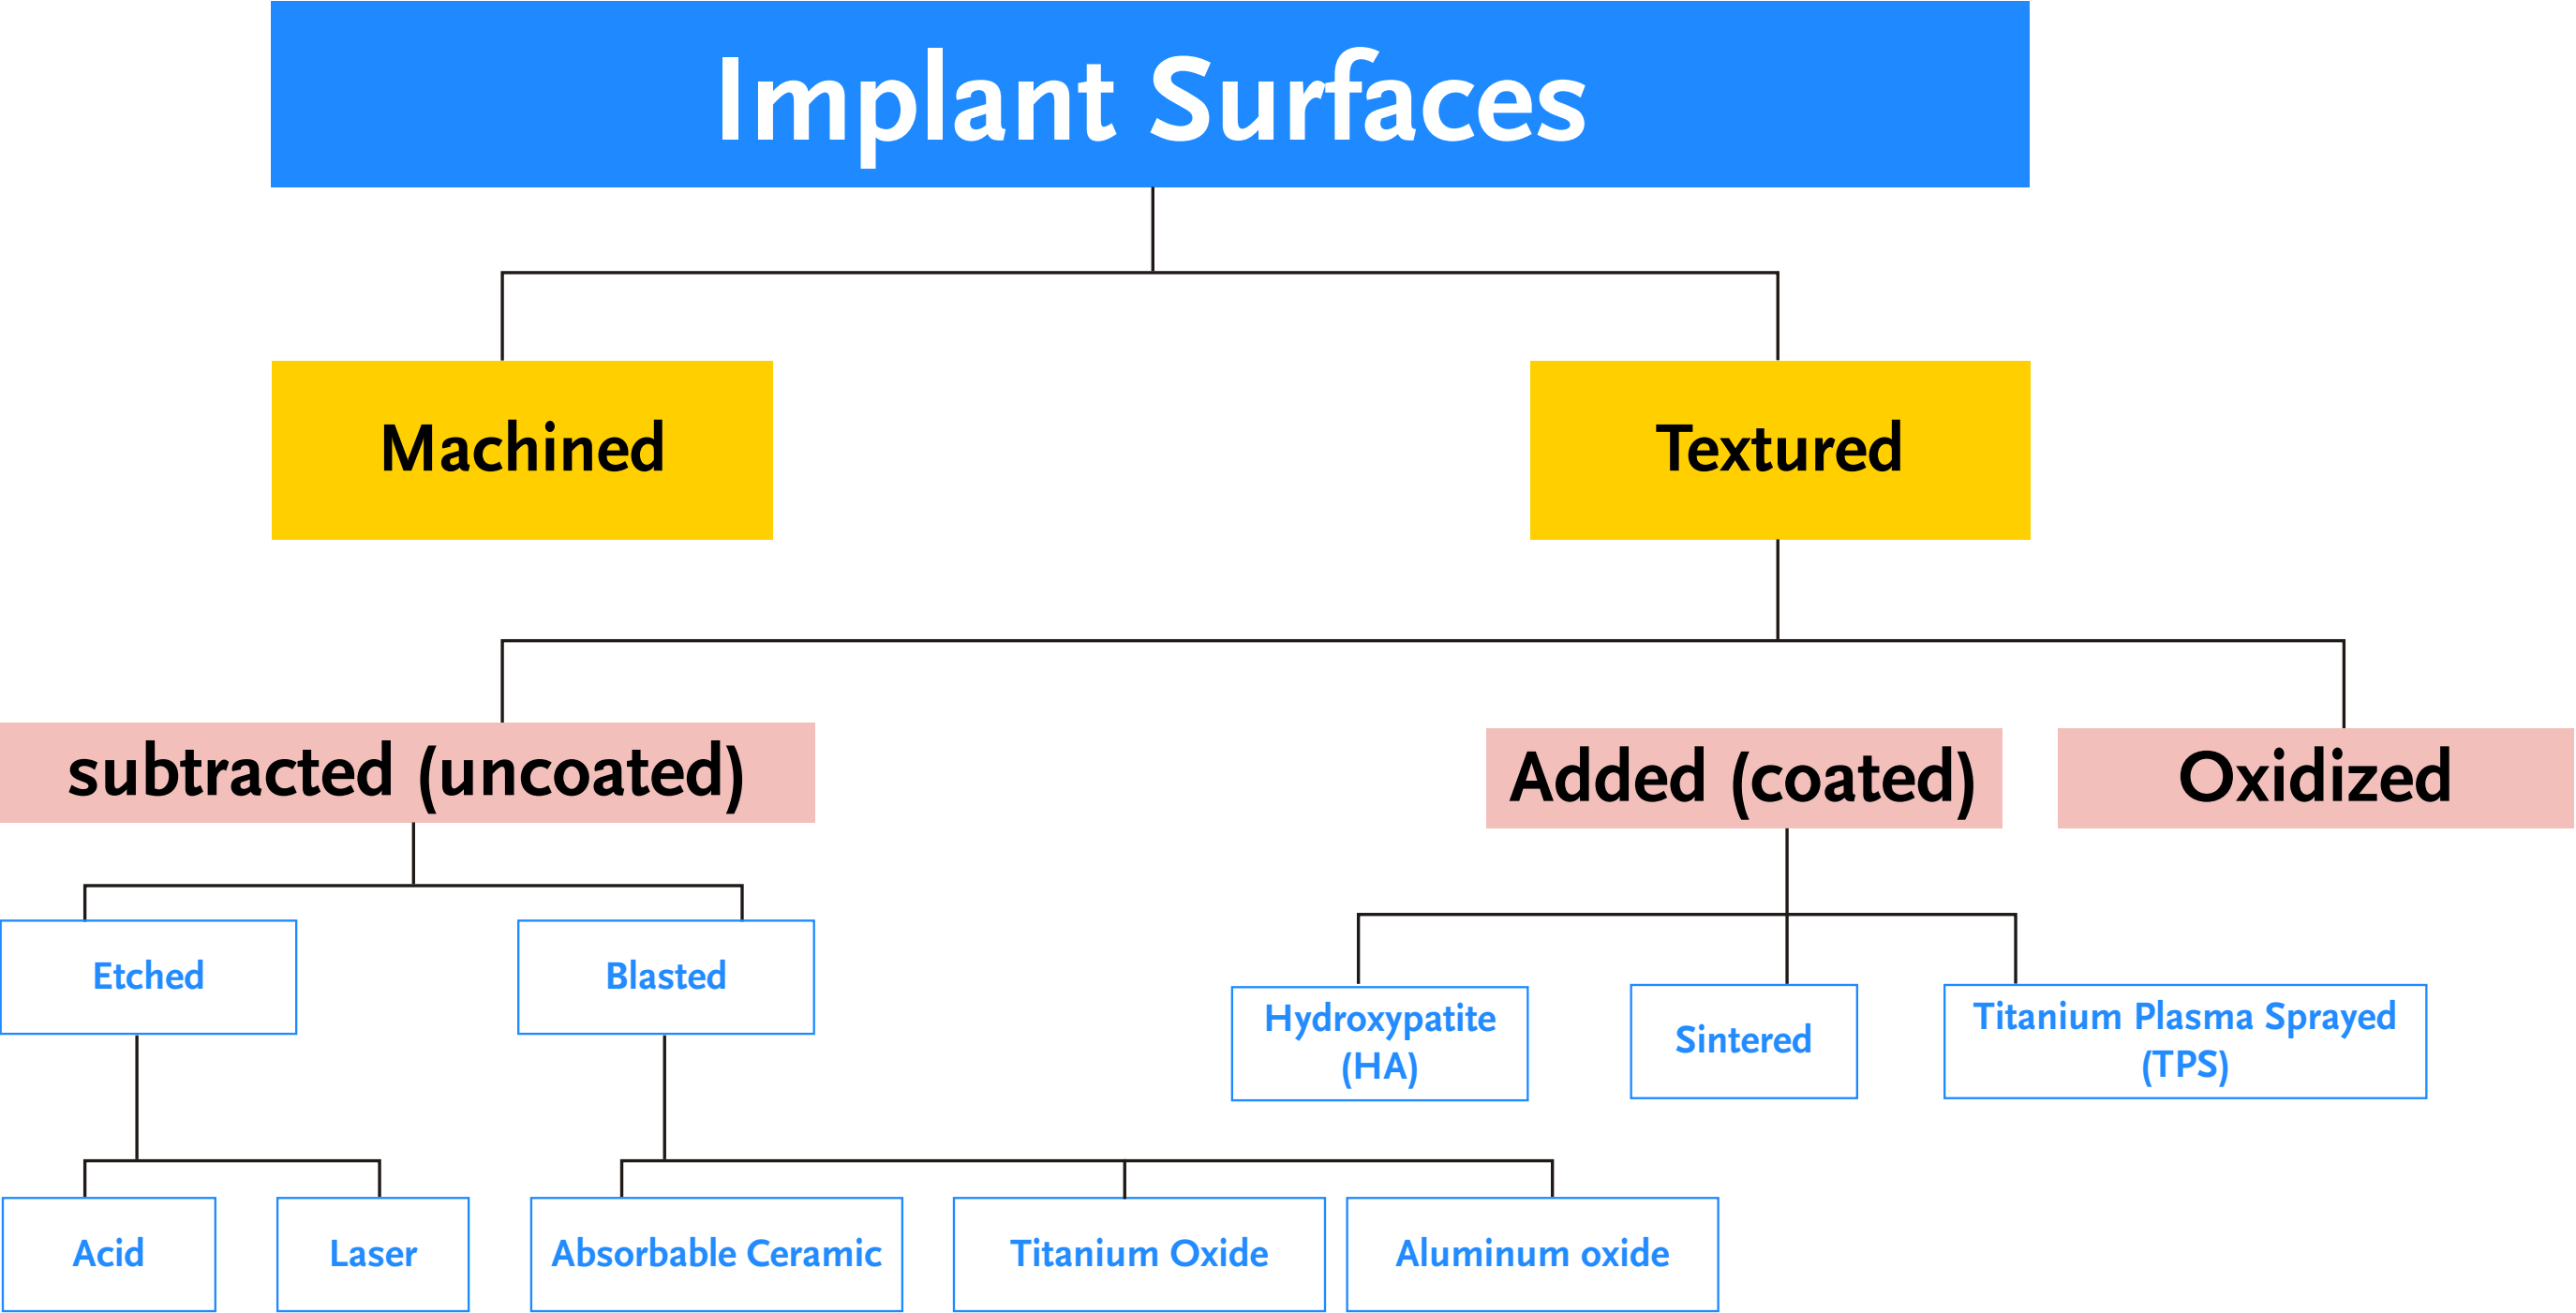 Implant Surfaces
Machined
Textured
subtracted (uncoated)
Added (coated)
Oxidized
Etched
Blasted
Hydroxypatite
(HA)
Sintered
Titanium Plasma Sprayed
(TPS)
Acid
Laser
Absorbable Ceramic
Titanium Oxide
Aluminum oxide